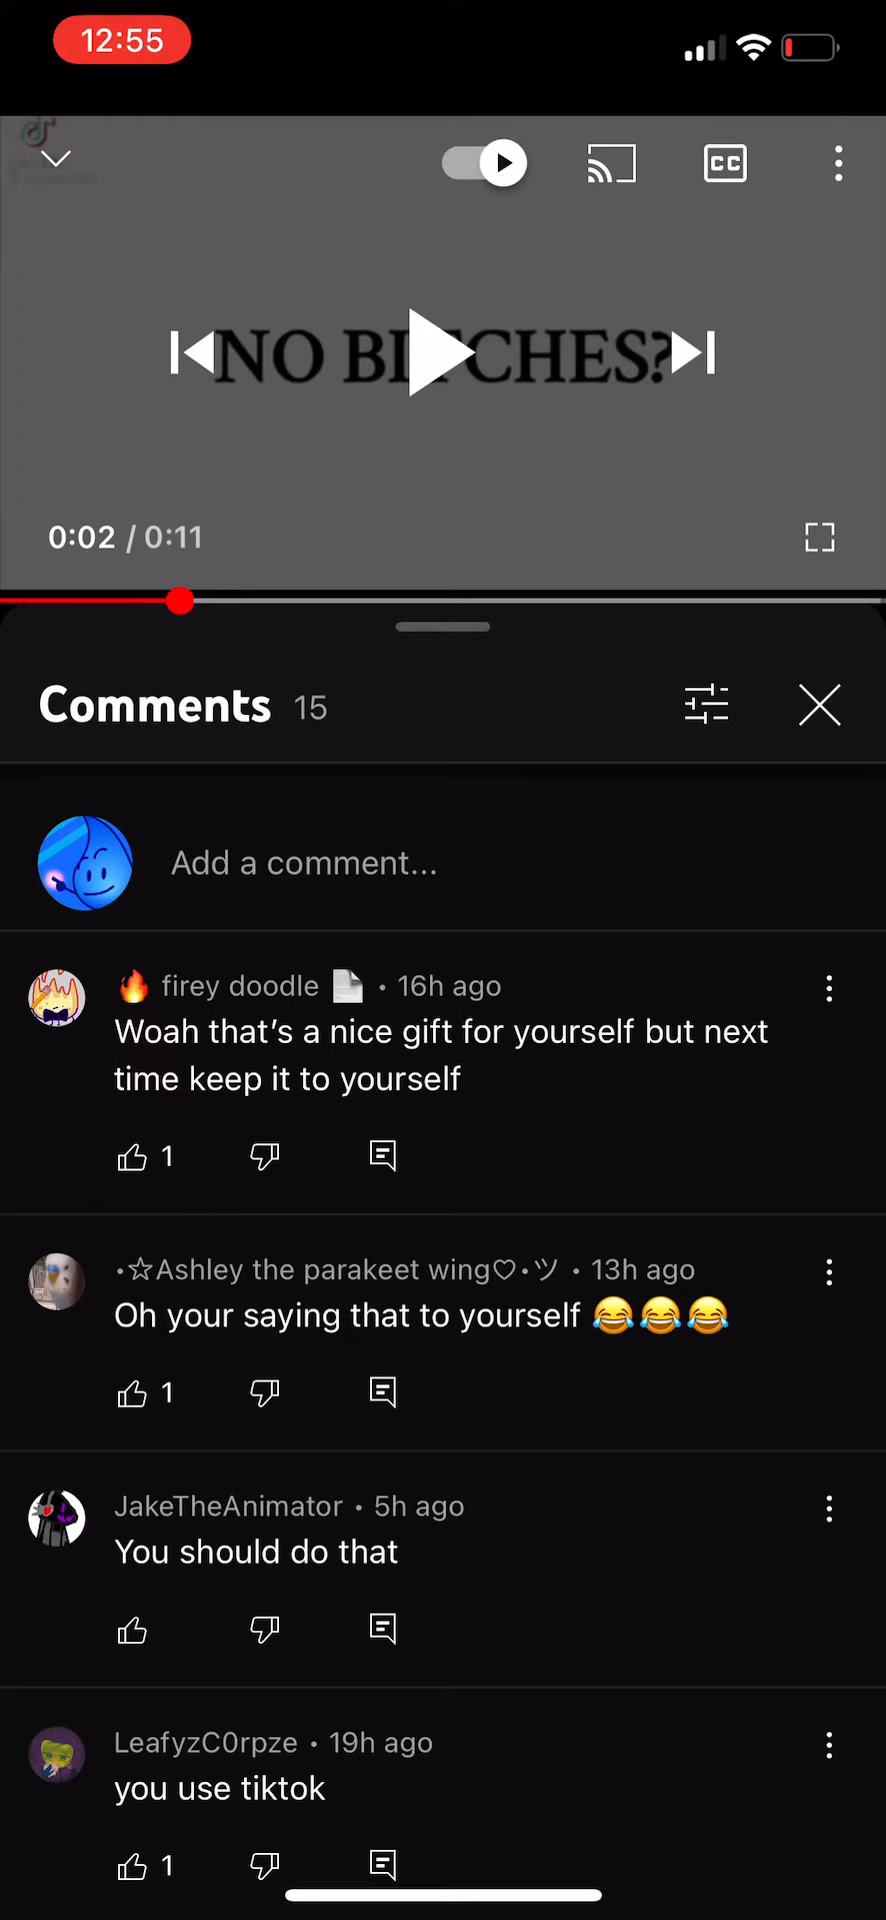 12:55
CC
NO BITCHES?
0:02 / 0:11
Comments 15
Add a comment...
🔥 firey doodle 📄 • 16h ago
Woah that’s a nice gift for yourself but next
time keep it to yourself
1
•☆Ashley the parakeet wing♡•ツ • 13h ago
Oh your saying that to yourself 😂😂😂
1
JakeTheAnimator • 5h ago
You should do that
LeafyzC0rpze • 19h ago
you use tiktok
1